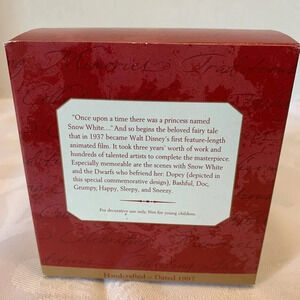 "Once upon a time there was a princess named
Snow White..." And so begins the beloved fairy tale
that in 1937 became Walt Disney's first feature-length
animated film. It took three years' worth of work and
hundreds of talented artists to complete the masterpiece.
Especially memorable are the scenes with Snow White
and the Dwarfs who befriend her: Dopey (depicted in
this special commemorative design), Bashful, Doc,
Grumpy, Happy, Sleepy, and Sneezy.
For decorative use only. Not for young children.
Handcrafted – Dated 1997